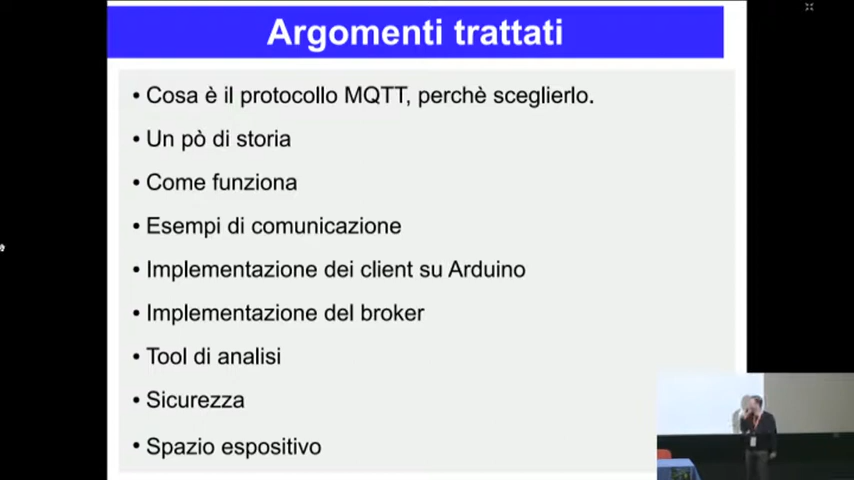 Argomenti trattati
• Cosa è il protocollo MQTT, perchè sceglierlo.
• Un pò di storia
• Come funziona
• Esempi di comunicazione
• Implementazione dei client su Arduino
• Implementazione del broker
• Tool di analisi
• Sicurezza
• Spazio espositivo